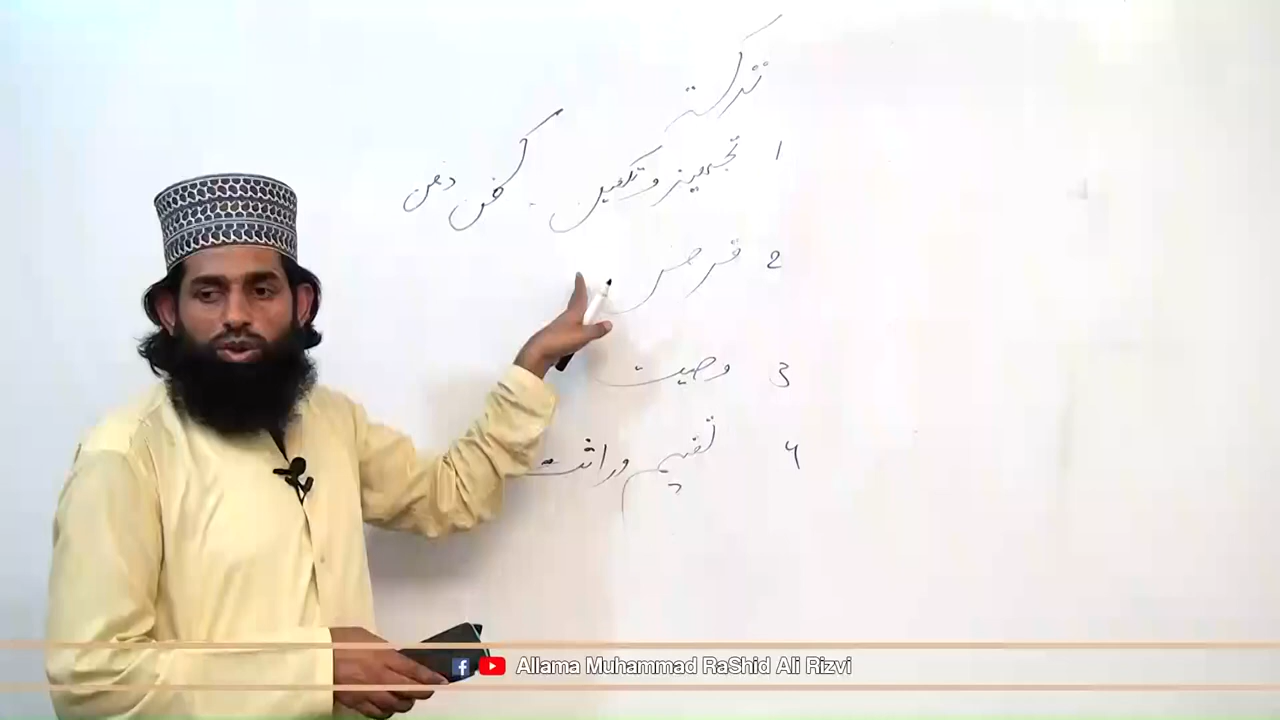 ترکہ
1 تجہیز و تکفین - کفن دفن
2 قرض
3 وصیت
4 تقسیم وراثت
Allama Muhammad RaShid Ali Rizvi